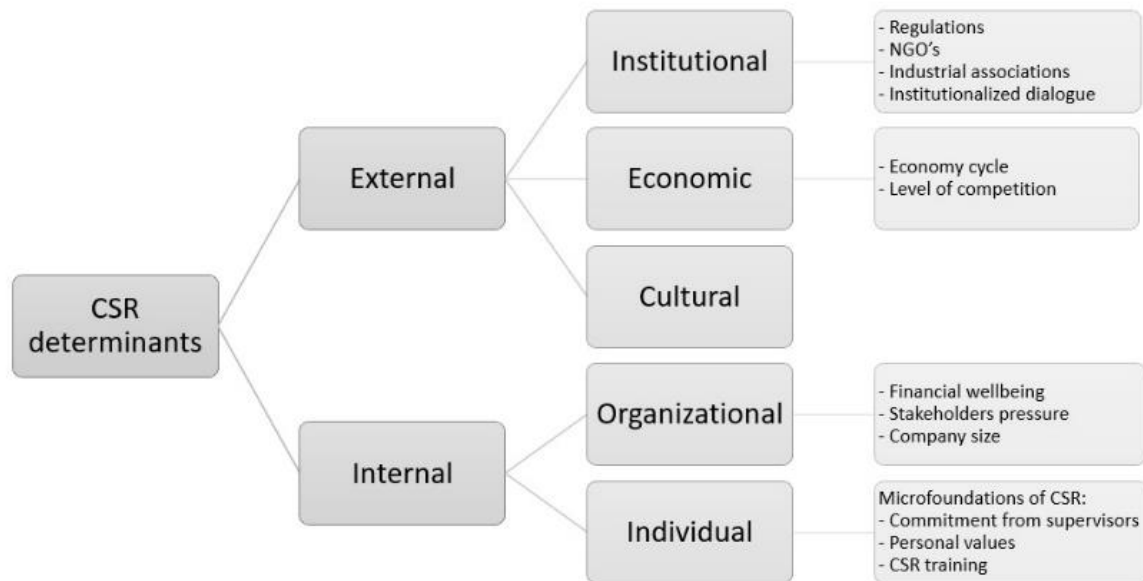 CSR
determinants
External
Institutional
- Regulations
- NGO's
- Industrial associations
- Institutionalized dialogue
Economic
- Economy cycle
- Level of competition
Cultural
Internal
Organizational
- Financial wellbeing
- Stakeholders pressure
- Company size
Individual
Microfoundations of CSR:
- Commitment from supervisors
- Personal values
- CSR training